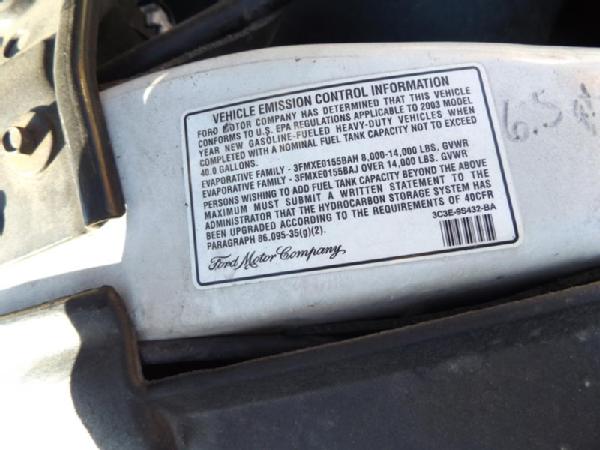 VEHICLE EMISSION CONTROL INFORMATION
FORD MOTOR COMPANY HAS DETERMINED THAT THIS VEHICLE
CONFORMS TO U.S. EPA REGULATIONS APPLICABLE TO 2003 MODEL
YEAR NEW GASOLINE-FUELED HEAVY-DUTY VEHICLES WHEN
COMPLETED WITH A NOMINAL FUEL TANK CAPACITY NOT TO EXCEED
40.0 GALLONS.
EVAPORATIVE FAMILY - 3FMXE0155BAH 8,000-14,000 LBS. GVWR
EVAPORATIVE FAMILY - 3FMXE0155BAJ OVER 14,000 LBS. GVWR
PERSONS WISHING TO ADD FUEL TANK CAPACITY BEYOND THE ABOVE
MAXIMUM MUST SUBMIT A WRITTEN STATEMENT TO THE
ADMINISTRATOR THAT THE HYDROCARBON STORAGE SYSTEM HAS
BEEN UPGRADED ACCORDING TO THE REQUIREMENTS OF 40CFR
PARAGRAPH 86.095-35(g)(2).
3C3E-9S432-BA
Ford Motor Company
6.5